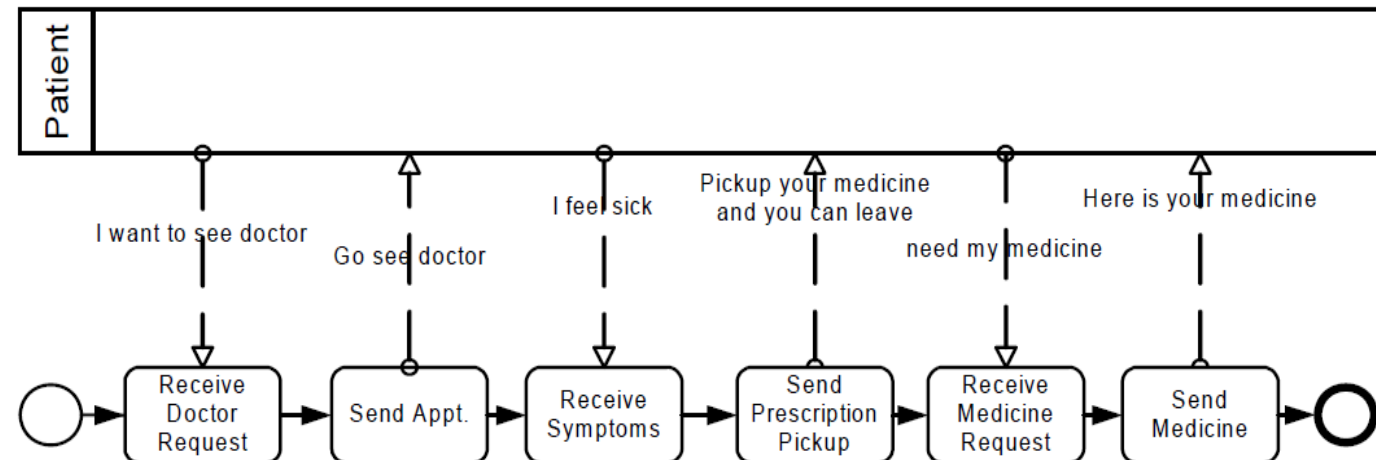 Patient
I want to see doctor
Go see doctor
I feel sick
Pickup your medicine
and you can leave
need my medicine
Here is your medicine
Receive
Doctor
Request
Send Appt.
Receive
Symptoms
Send
Prescription
Pickup
Receive
Medicine
Request
Send
Medicine